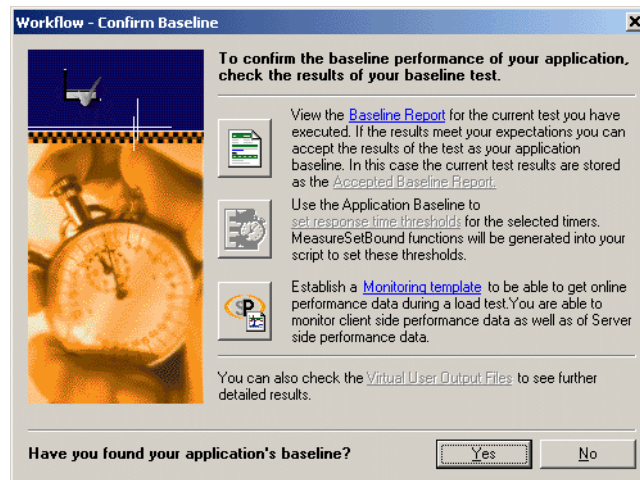 Workflow - Confirm Baseline
To confirm the baseline performance of your application,
check the results of your baseline test.
View the Baseline Report for the current test you have
executed. If the results meet your expectations you can
accept the results of the test as your application
baseline. In this case the current test results are stored
as the Accepted Baseline Report.
Use the Application Baseline to
set response time thresholds for the selected timers.
MeasureSetBound functions will be generated into your
script to set these thresholds.
Establish a Monitoring template to be able to get online
performance data during a load test.You are able to
monitor client side performance data as well as of Server
side performance data.
You can also check the Virtual User Output Files to see further
detailed results.
Have you found your application's baseline?
Yes
No